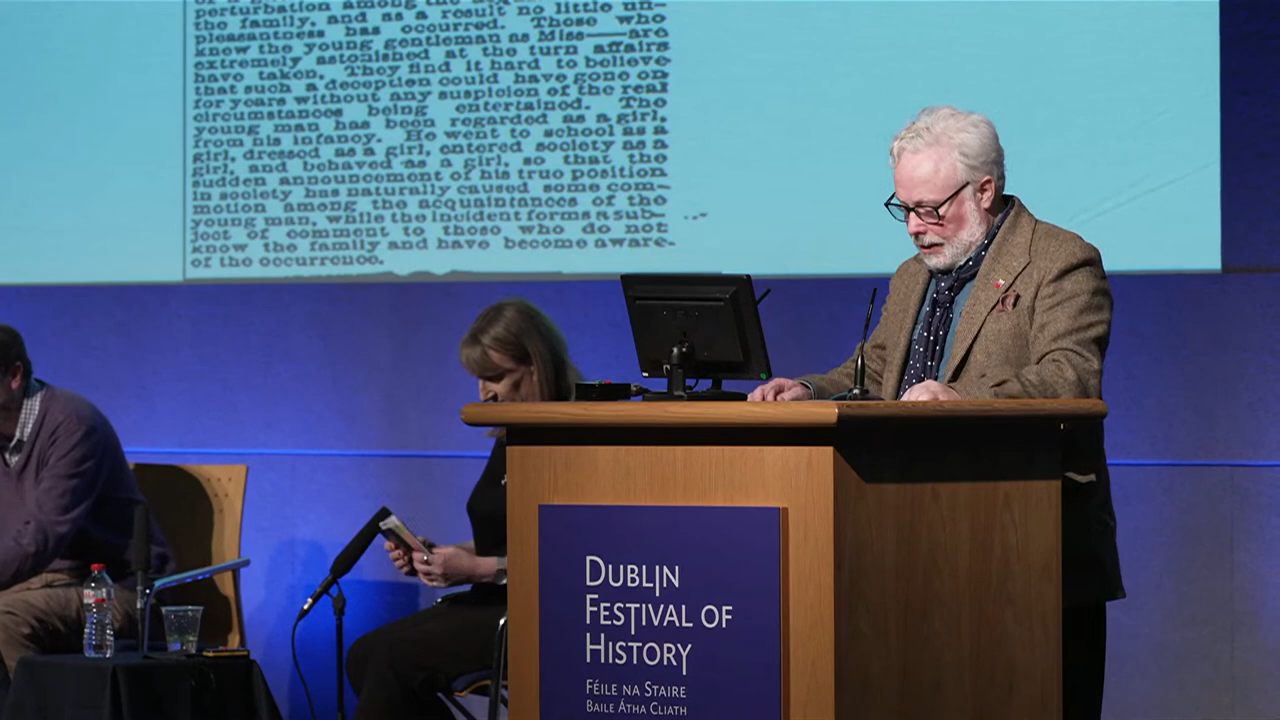 perturbation among the
the family, and as a result no little un-
pleasantness has occurred. Those who
know the young gentleman as Miss——are
extremely astonished at the turn affairs
have taken. They find it hard to believe
that such a deception could have gone on
for years without any suspicion of the real
circumstances being entertained. The
young man has been regarded as a girl,
from his infancy. He went to school as a
girl, dressed as a girl, entered society as a
girl, and behaved as a girl, so that the
sudden announcement of his true position
in society has naturally caused some com-
motion among the acquaintances of the
young man, while the incident forms a sub-
ject of comment to those who do not
know the family and have become aware
of the occurrence.
DUBLIN
FESTIVAL OF
HISTORY
FÉILE NA STAIRE
BAILE ÁTHA CLIATH